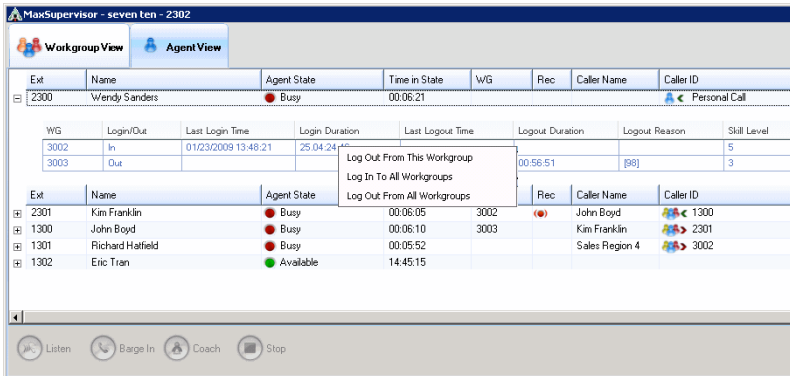 MaxSupervisor - seven ten - 2302
Workgroup View Agent View
Ext Name Agent State Time in State WG Rec Caller Name Caller ID
2300 Wendy Sanders Busy 00:06:21 Personal Call
WG Login/Out Last Login Time Login Duration Last Logout Time Logout Duration Logout Reason Skill Level
3002 In 01/23/2009 13:48:21 5
3003 Out 00:56:51 [98] 3
Log Out From This Workgroup
Log In To All Workgroups
Log Out From All Workgroups
Ext Name Agent State Rec Caller Name Caller ID
2301 Kim Franklin Busy 00:06:05 3002 John Boyd 1300
1300 John Boyd Busy 00:06:10 3003 Kim Franklin 2301
1301 Richard Hatfield Busy 00:05:52 Sales Region 4 3002
1302 Eric Tran Available 14:45:15
Listen Barge In Coach Stop